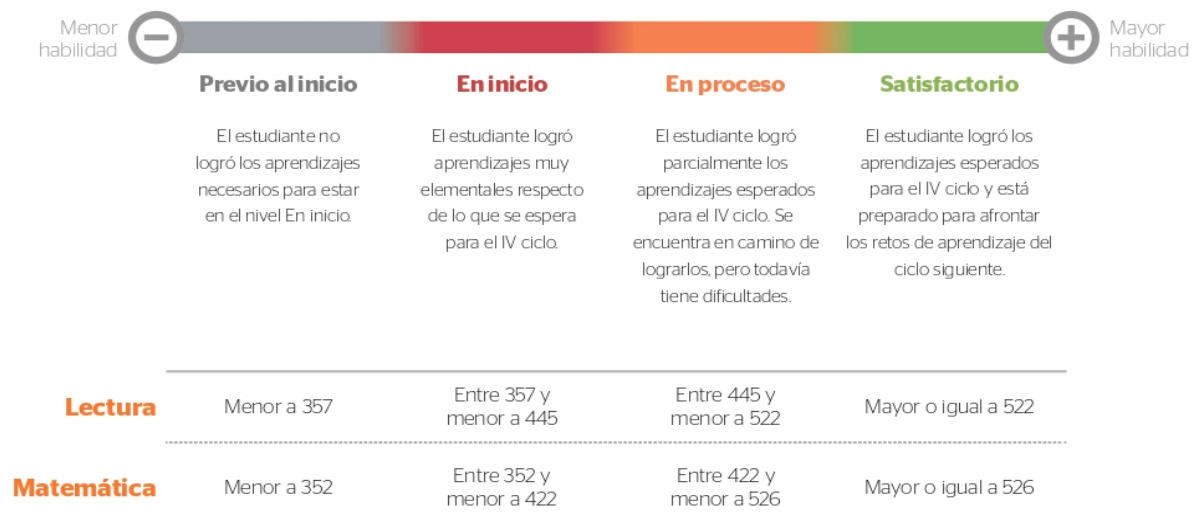 Menor
habilidad
Mayor
habilidad
Previo al inicio
El estudiante no
logró los aprendizajes
necesarios para estar
en el nivel En inicio.
En inicio
El estudiante logró
aprendizajes muy
elementales respecto
de lo que se espera
para el IV ciclo.
En proceso
El estudiante logró
parcialmente los
aprendizajes esperados
para el IV ciclo. Se
encuentra en camino de
lograrlos, pero todavía
tiene dificultades.
Satisfactorio
El estudiante logró los
aprendizajes esperados
para el IV ciclo y está
preparado para afrontar
los retos de aprendizaje del
ciclo siguiente.
Lectura
Menor a 357
Entre 357 y
menor a 445
Entre 445 y
menor a 522
Mayor o igual a 522
Matemática
Menor a 352
Entre 352 y
menor a 422
Entre 422 y
menor a 526
Mayor o igual a 526